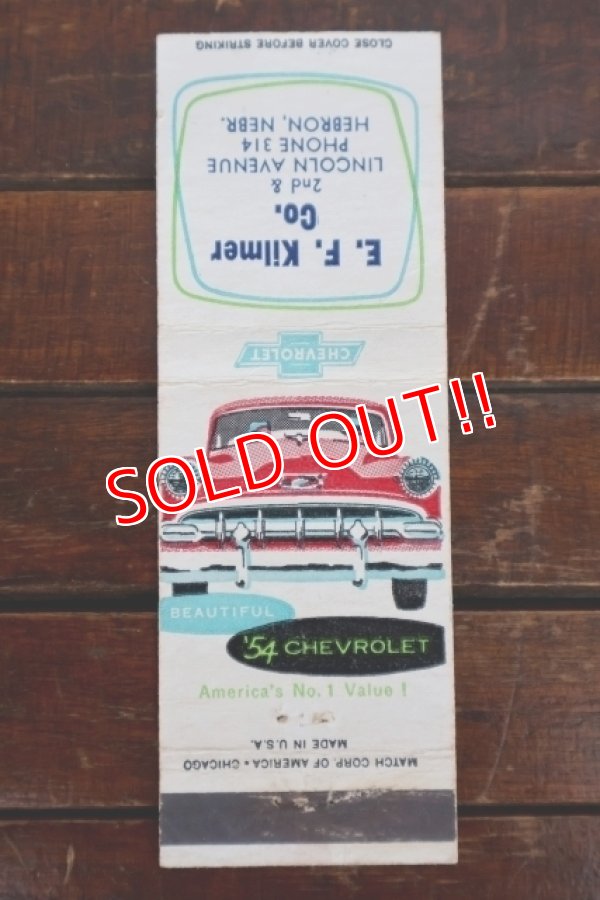 CLOSE COVER BEFORE STRIKING
E. F. Kilmer
Co.
2nd &
LINCOLN AVENUE
PHONE 314
HEBRON, NEBR.
CHEVROLET
SOLD OUT!!
BEAUTIFUL
'54 CHEVROLET
America's No. 1 Value !
MATCH CORP. OF AMERICA • CHICAGO
MADE IN U.S.A.